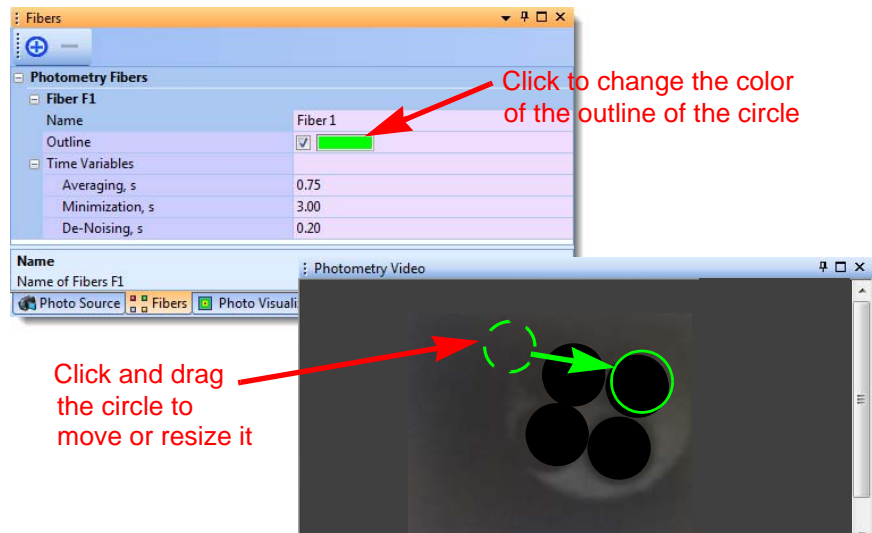 Fibers
Photometry Fibers
Fiber F1
Name Fiber 1
Outline
Time Variables
Averaging, s 0.75
Minimization, s 3.00
De-Noising, s 0.20
Name
Name of Fibers F1
Photo Source Fibers Photo Visuali
Click to change the color
of the outline of the circle
Photometry Video
Click and drag
the circle to
move or resize it